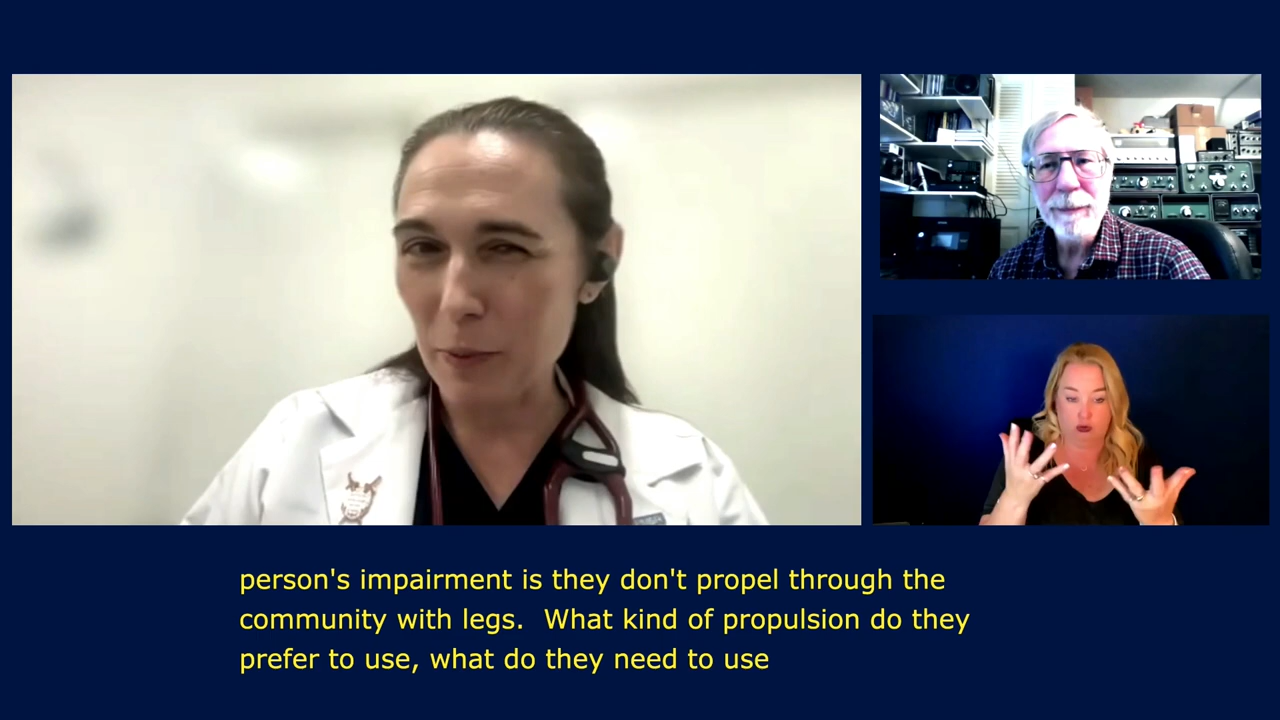 person's impairment is they don't propel through the
community with legs.  What kind of propulsion do they
prefer to use, what do they need to use